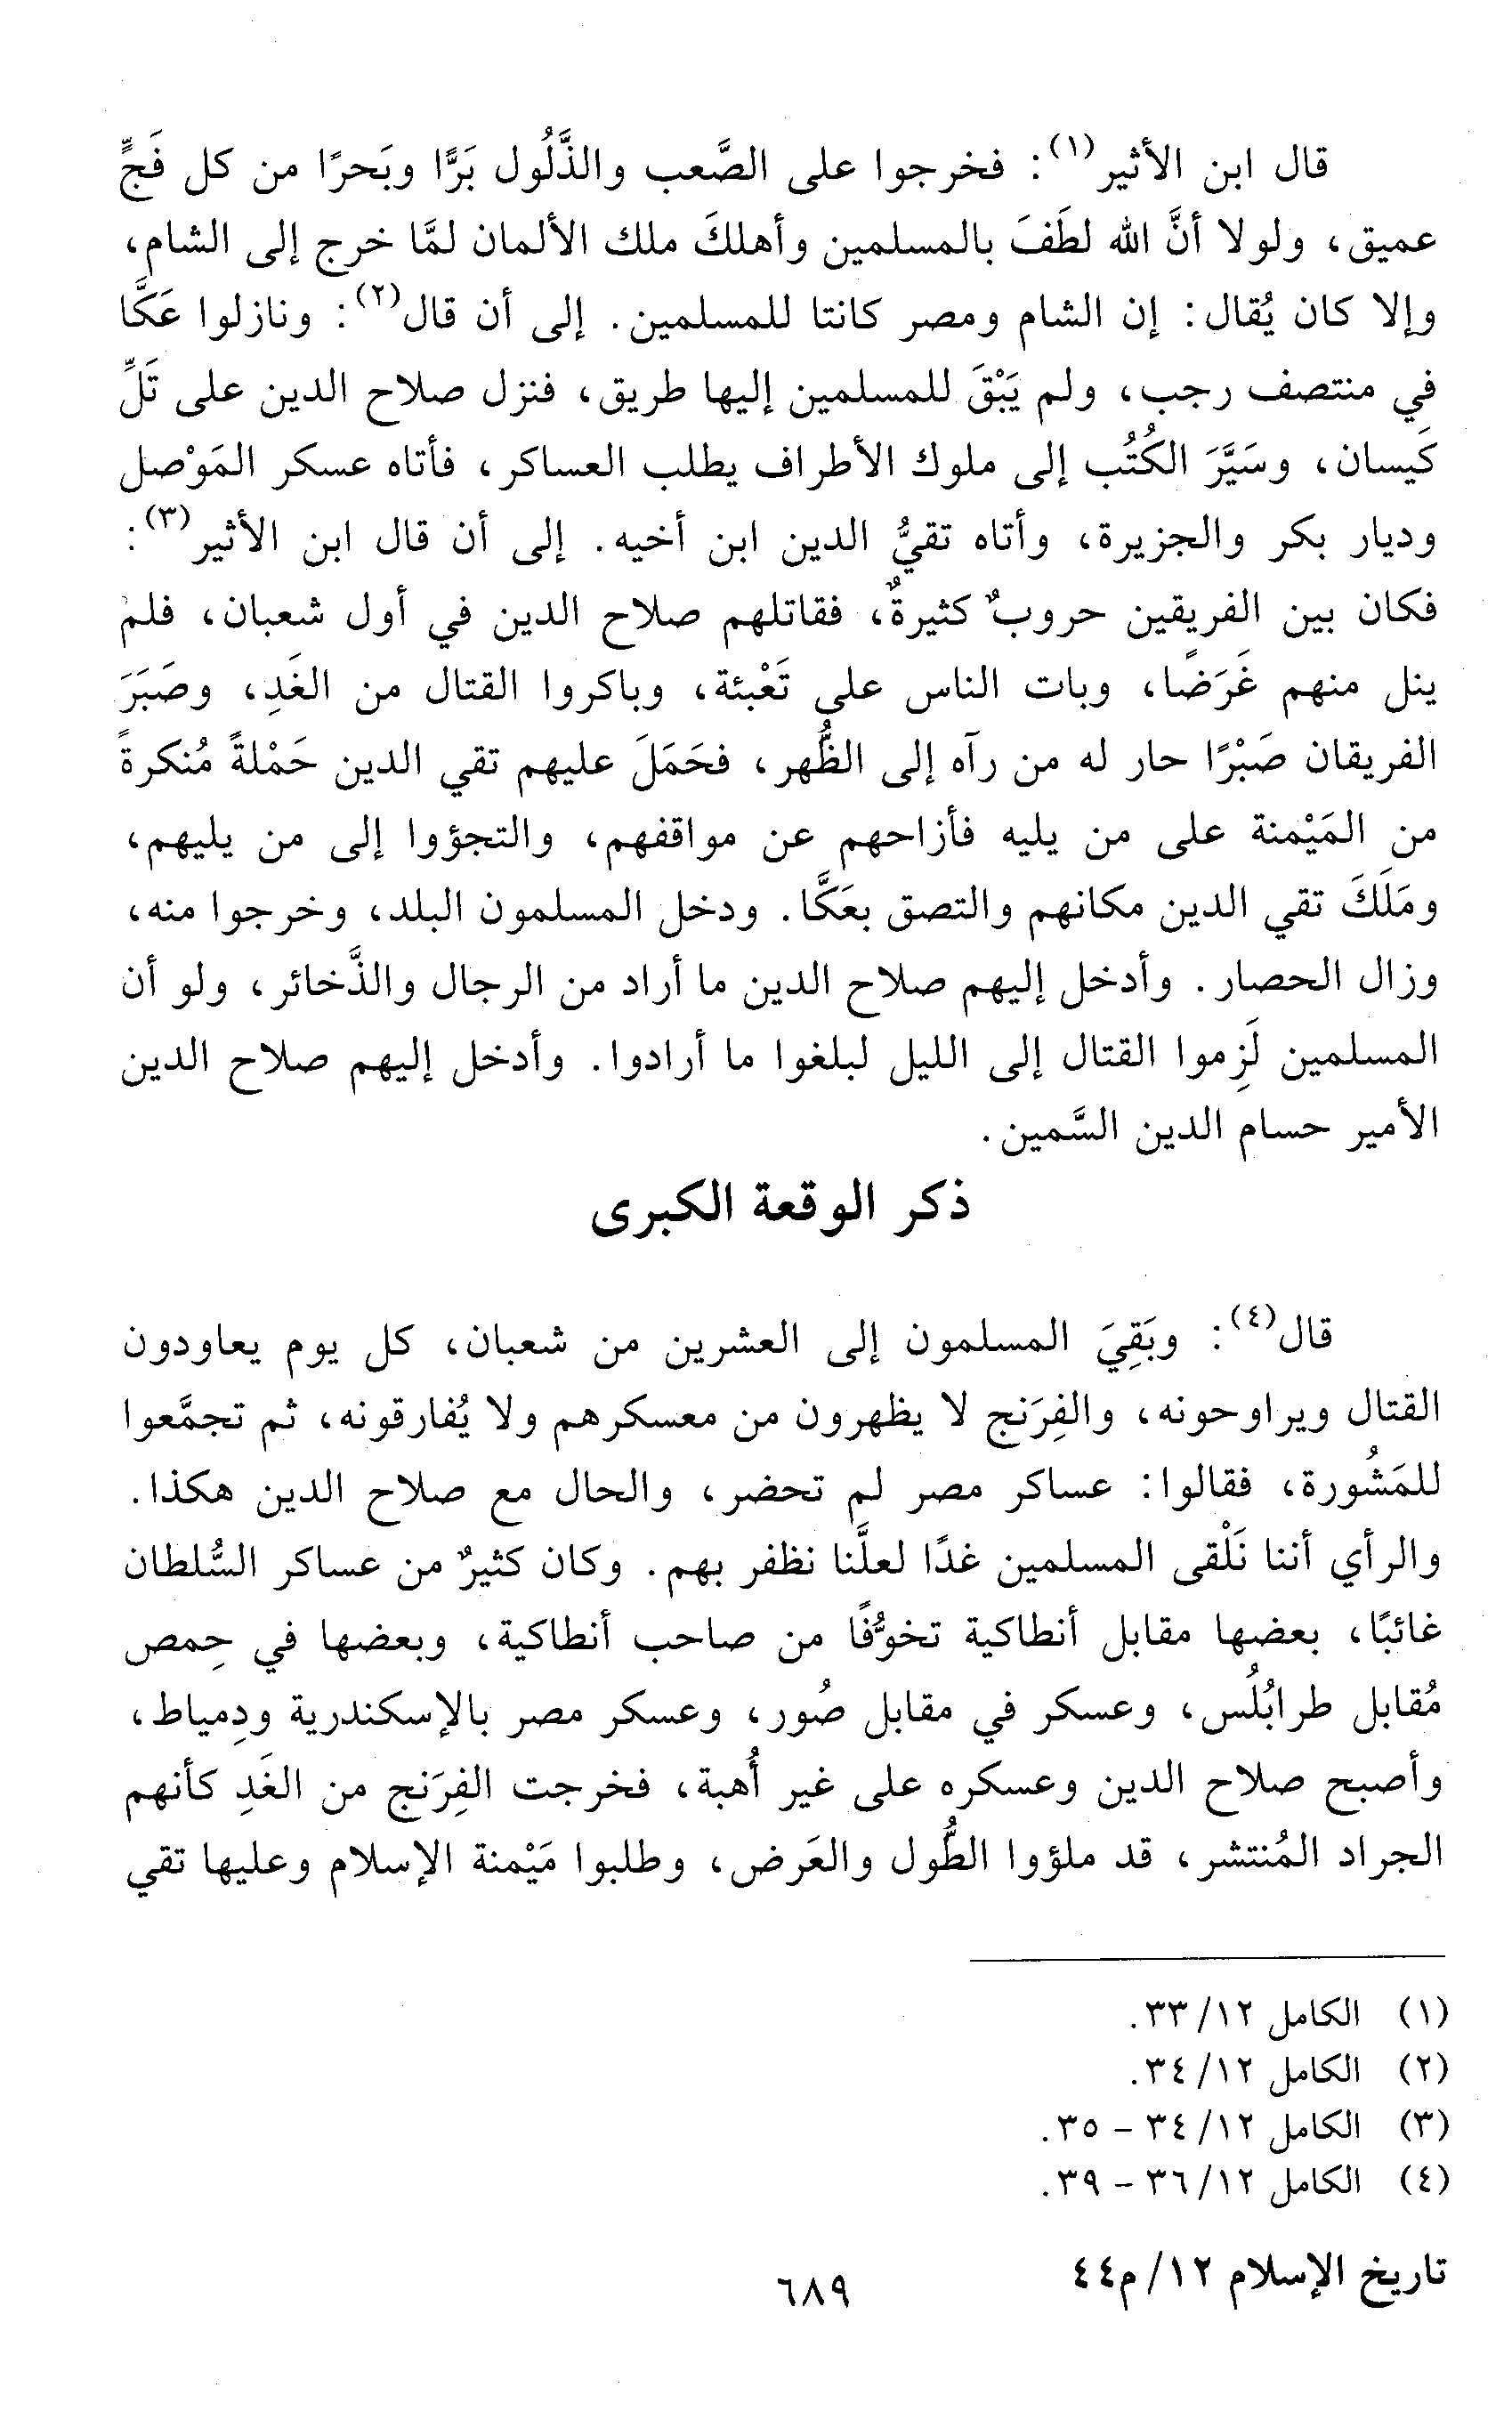 قال ابن الأثير(١): فخرجوا على الصَّعب والذَّلُول بَرًّا وبَحرًا من كل فَجٍّ
عميق، ولولا أنَّ الله لطَفَ بالمسلمين وأهلكَ ملك الألمان لمَّا خرج إلى الشام،
وإلا كان يُقال: إن الشام ومصر كانتا للمسلمين. إلى أن قال(٢): ونازلوا عَكَّا
في منتصف رجب، ولم يَبْقَ للمسلمين إليها طريق، فنزل صلاح الدين على تَلِّ
كَيسان، وسَيَّرَ الكُتُب إلى ملوك الأطراف يطلب العساكر، فأتاه عسكر المَوْصل
وديار بكر والجزيرة، وأتاه تقيُّ الدين ابن أخيه. إلى أن قال ابن الأثير(٣):
فكان بين الفريقين حروبٌ كثيرةٌ، فقاتلهم صلاح الدين في أول شعبان، فلم
ينل منهم غَرَضًا، وبات الناس على تَعْبئة، وباكروا القتال من الغَدِ، وصَبَرَ
الفريقان صَبْرًا حار له من رآه إلى الظُّهر، فحَمَلَ عليهم تقي الدين حَمْلةً مُنكرةً
من المَيْمنة على من يليه فأزاحهم عن مواقفهم، والتجؤوا إلى من يليهم،
ومَلَكَ تقي الدين مكانهم والتصق بعَكَّا. ودخل المسلمون البلد، وخرجوا منه،
وزال الحصار. وأدخل إليهم صلاح الدين ما أراد من الرجال والذَّخائر، ولو أن
المسلمين لَزِموا القتال إلى الليل لبلغوا ما أرادوا. وأدخل إليهم صلاح الدين
الأمير حسام الدين السَّمين.
ذكر الوقعة الكبرى
قال(٤): وبَقِيَ المسلمون إلى العشرين من شعبان، كل يوم يعاودون
القتال ويراوحونه، والفِرَنج لا يظهرون من معسكرهم ولا يُفارقونه، ثم تجمَّعوا
للمَشُورة، فقالوا: عساكر مصر لم تحضر، والحال مع صلاح الدين هكذا.
والرأي أننا نَلْقى المسلمين غدًا لعلَّنا نظفر بهم. وكان كثيرٌ من عساكر السُّلطان
غائبًا، بعضها مقابل أنطاكية تخوُّفًا من صاحب أنطاكية، وبعضها في حِمص
مُقابل طرابُلُس، وعسكر في مقابل صُور، وعسكر مصر بالإسكندرية ودِمياط،
وأصبح صلاح الدين وعسكره على غير أُهبة، فخرجت الفِرَنج من الغَدِ كأنهم
الجراد المُنتشر، قد ملؤوا الطُّول والعَرض، وطلبوا مَيْمنة الإسلام وعليها تقي
(١) الكامل ١٢/ ٣٣.
(٢) الكامل ١٢/ ٣٤.
(٣) الكامل ١٢/ ٣٤ - ٣٥.
(٤) الكامل ١٢/ ٣٦ - ٣٩.
تاريخ الإسلام ١٢/ م٤٤
٦٨٩